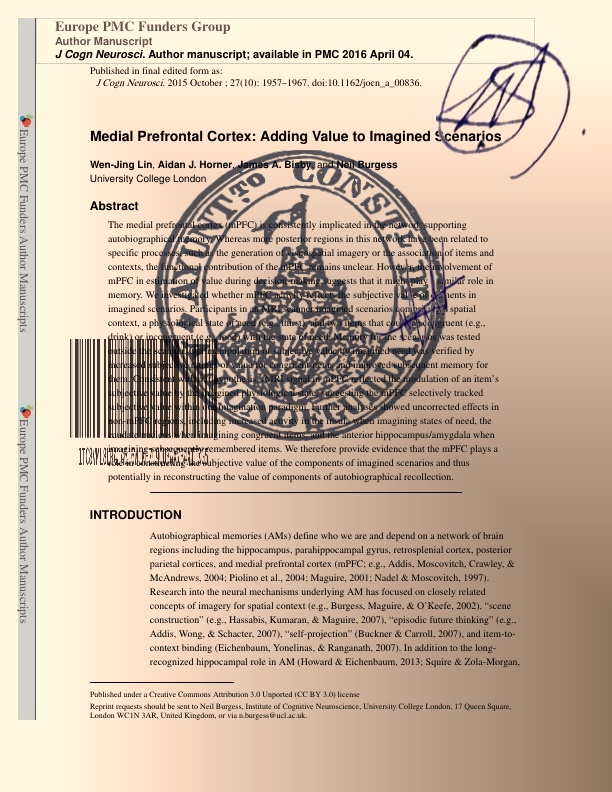 Europe PMC Funders Group
Author Manuscript
J Cogn Neurosci. Author manuscript; available in PMC 2016 April 04.
Published in final edited form as:
J Cogn Neurosci. 2015 October ; 27(10): 1957–1967. doi:10.1162/jocn_a_00836.
Europe PMC Funders Author Manuscripts
Europe PMC Funders Author Manuscripts
Medial Prefrontal Cortex: Adding Value to Imagined Scenarios
Wen-Jing Lin, Aidan J. Horner, James A. Bisby, and Neil Burgess
University College London
Abstract
The medial prefrontal cortex (mPFC) is consistently implicated in the network supporting
autobiographical memory. Whereas more posterior regions in this network have been related to
specific processes, such as the generation of visuospatial imagery or the association of items and
contexts, the functional contribution of the mPFC remains unclear. However, the involvement of
mPFC in estimation of value during decision making suggests that it might play a similar role in
memory. We investigated whether mPFC activity reflects the subjective value of elements in
imagined scenarios. Participants in an MRI scanner imagined scenarios comprising a spatial
context, a physiological state of need (e.g., thirst), and two items that could be congruent (e.g.,
drink) or incongruent (e.g., food) with the state of need. Memory for the scenarios was tested
outside the scanner. Our manipulation of subjective value by imagined need was verified by
increased subjective ratings of value for congruent items and improved subsequent memory for
them. Consistent with our hypothesis, fMRI signal in mPFC reflected the modulation of an item's
subjective value by the imagined physiological state, suggesting the mPFC selectively tracked
subjective value within our imagination paradigm. Further analyses showed uncorrected effects in
non-mPFC regions, including increased activity in the insula when imagining states of need, the
caudate nucleus when imagining congruent items, and the anterior hippocampus/amygdala when
imagining subsequently remembered items. We therefore provide evidence that the mPFC plays a
role in constructing the subjective value of the components of imagined scenarios and thus
potentially in reconstructing the value of components of autobiographical recollection.
INTRODUCTION
Autobiographical memories (AMs) define who we are and depend on a network of brain
regions including the hippocampus, parahippocampal gyrus, retrosplenial cortex, posterior
parietal cortices, and medial prefrontal cortex (mPFC; e.g., Addis, Moscovitch, Crawley, &
McAndrews, 2004; Piolino et al., 2004; Maguire, 2001; Nadel & Moscovitch, 1997).
Research into the neural mechanisms underlying AM has focused on closely related
concepts of imagery for spatial context (e.g., Burgess, Maguire, & O'Keefe, 2002), “scene
construction” (e.g., Hassabis, Kumaran, & Maguire, 2007), “episodic future thinking” (e.g.,
Addis, Wong, & Schacter, 2007), “self-projection” (Buckner & Carroll, 2007), and item-to-
context binding (Eichenbaum, Yonelinas, & Ranganath, 2007). In addition to the long-
recognized hippocampal role in AM (Howard & Eichenbaum, 2013; Squire & Zola-Morgan,
Published under a Creative Commons Attribution 3.0 Unported (CC BY 3.0) license
Reprint requests should be sent to Neil Burgess, Institute of Cognitive Neuroscience, University College London, 17 Queen Square,
London WC1N 3AR, United Kingdom, or via n.burgess@ucl.ac.uk.